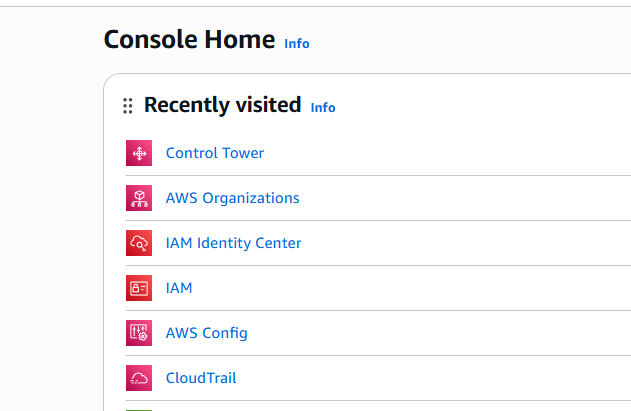 Console Home Info
Recently visited Info
Control Tower
AWS Organizations
IAM Identity Center
IAM
AWS Config
CloudTrail